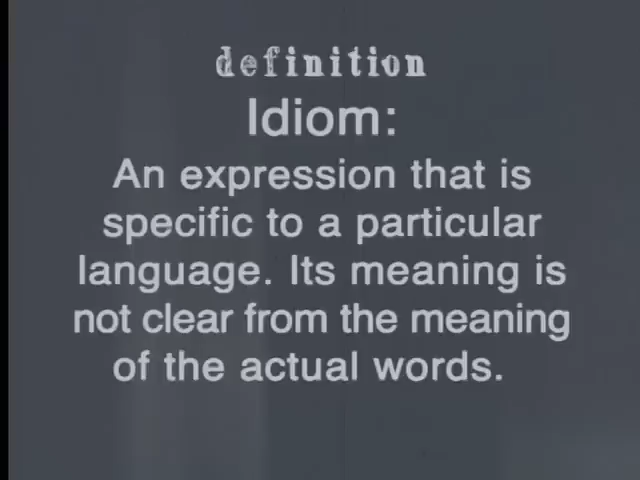 definition
Idiom:
An expression that is
specific to a particular
language. Its meaning is
not clear from the meaning
of the actual words.